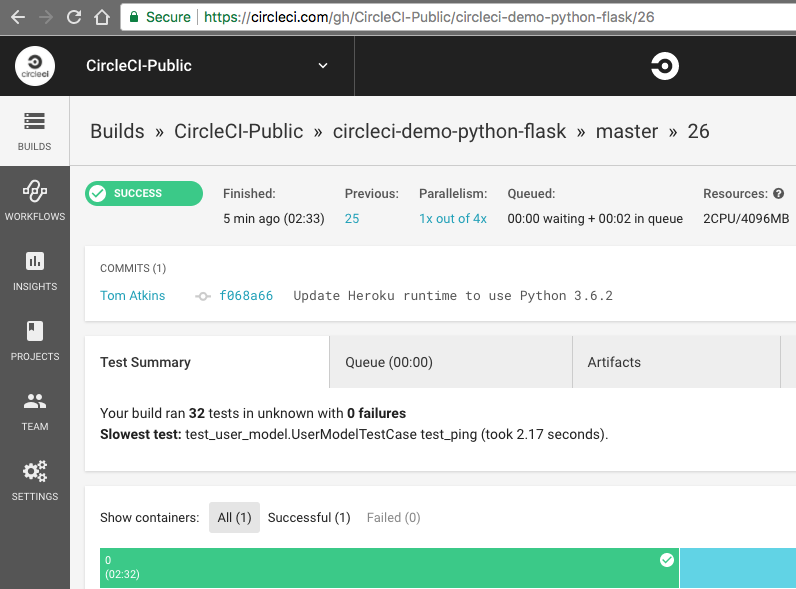 Secure https://circleci.com/gh/CircleCI-Public/circleci-demo-python-flask/26
circleci CircleCI-Public
BUILDS
WORKFLOWS
INSIGHTS
PROJECTS
TEAM
SETTINGS
Builds » CircleCI-Public » circleci-demo-python-flask » master » 26
SUCCESS Finished: Previous: Parallelism: Queued: Resources:
5 min ago (02:33) 25 1x out of 4x 00:00 waiting + 00:02 in queue 2CPU/4096MB
COMMITS (1)
Tom Atkins f068a66 Update Heroku runtime to use Python 3.6.2
Test Summary Queue (00:00) Artifacts
Your build ran 32 tests in unknown with 0 failures
Slowest test: test_user_model.UserModelTestCase test_ping (took 2.17 seconds).
Show containers: All (1) Successful (1) Failed (0)
0
(02:32)